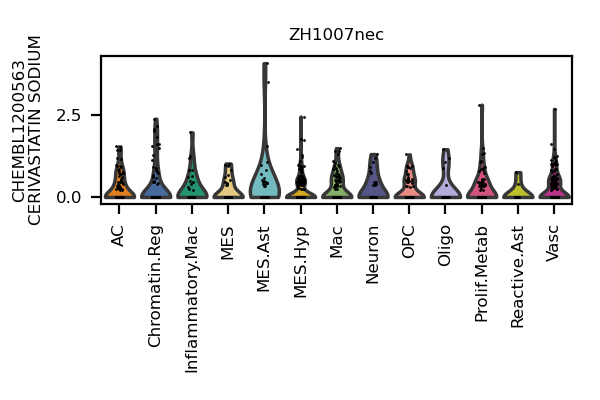 ZH1007nec
CHEMBL1200563
CERIVASTATIN SODIUM
2.5
0.0
AC
Chromatin.Reg
Inflammatory.Mac
MES
MES.Ast
MES.Hyp
Mac
Neuron
OPC
Oligo
Prolif.Metab
Reactive.Ast
Vasc